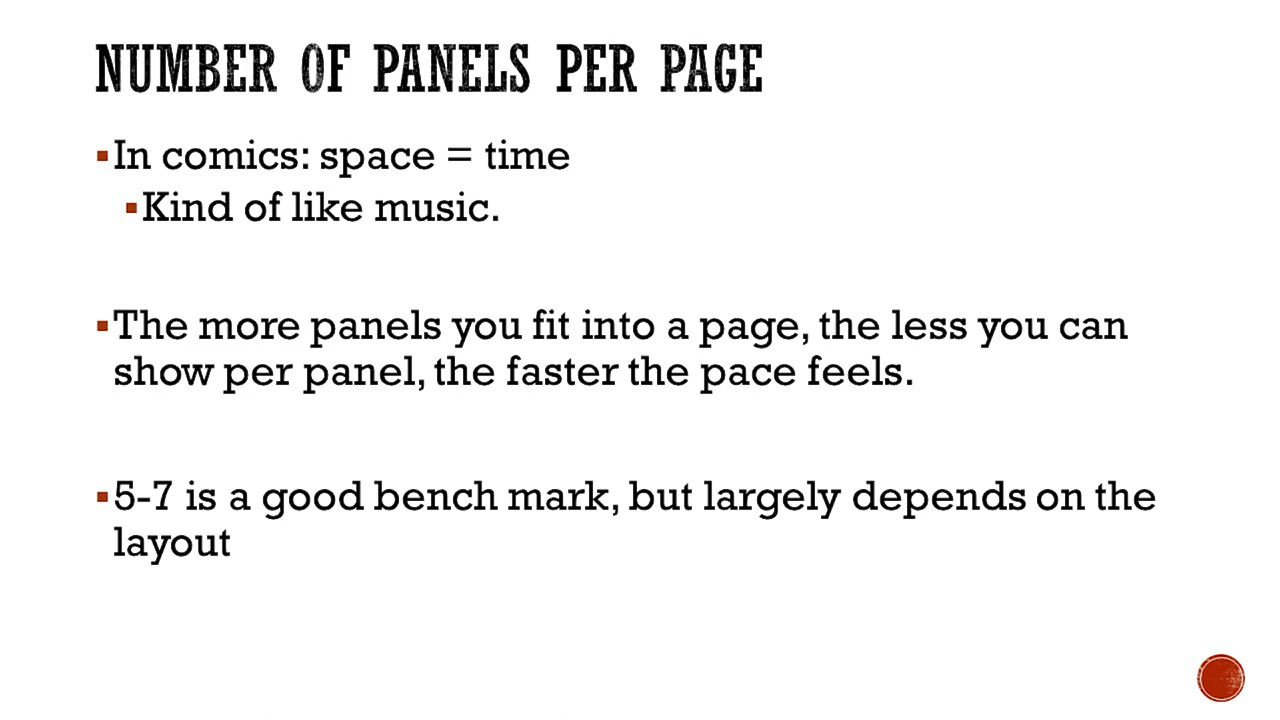 NUMBER OF PANELS PER PAGE
▪In comics: space = time
▪Kind of like music.
▪The more panels you fit into a page, the less you can
show per panel, the faster the pace feels.
▪5-7 is a good bench mark, but largely depends on the
layout